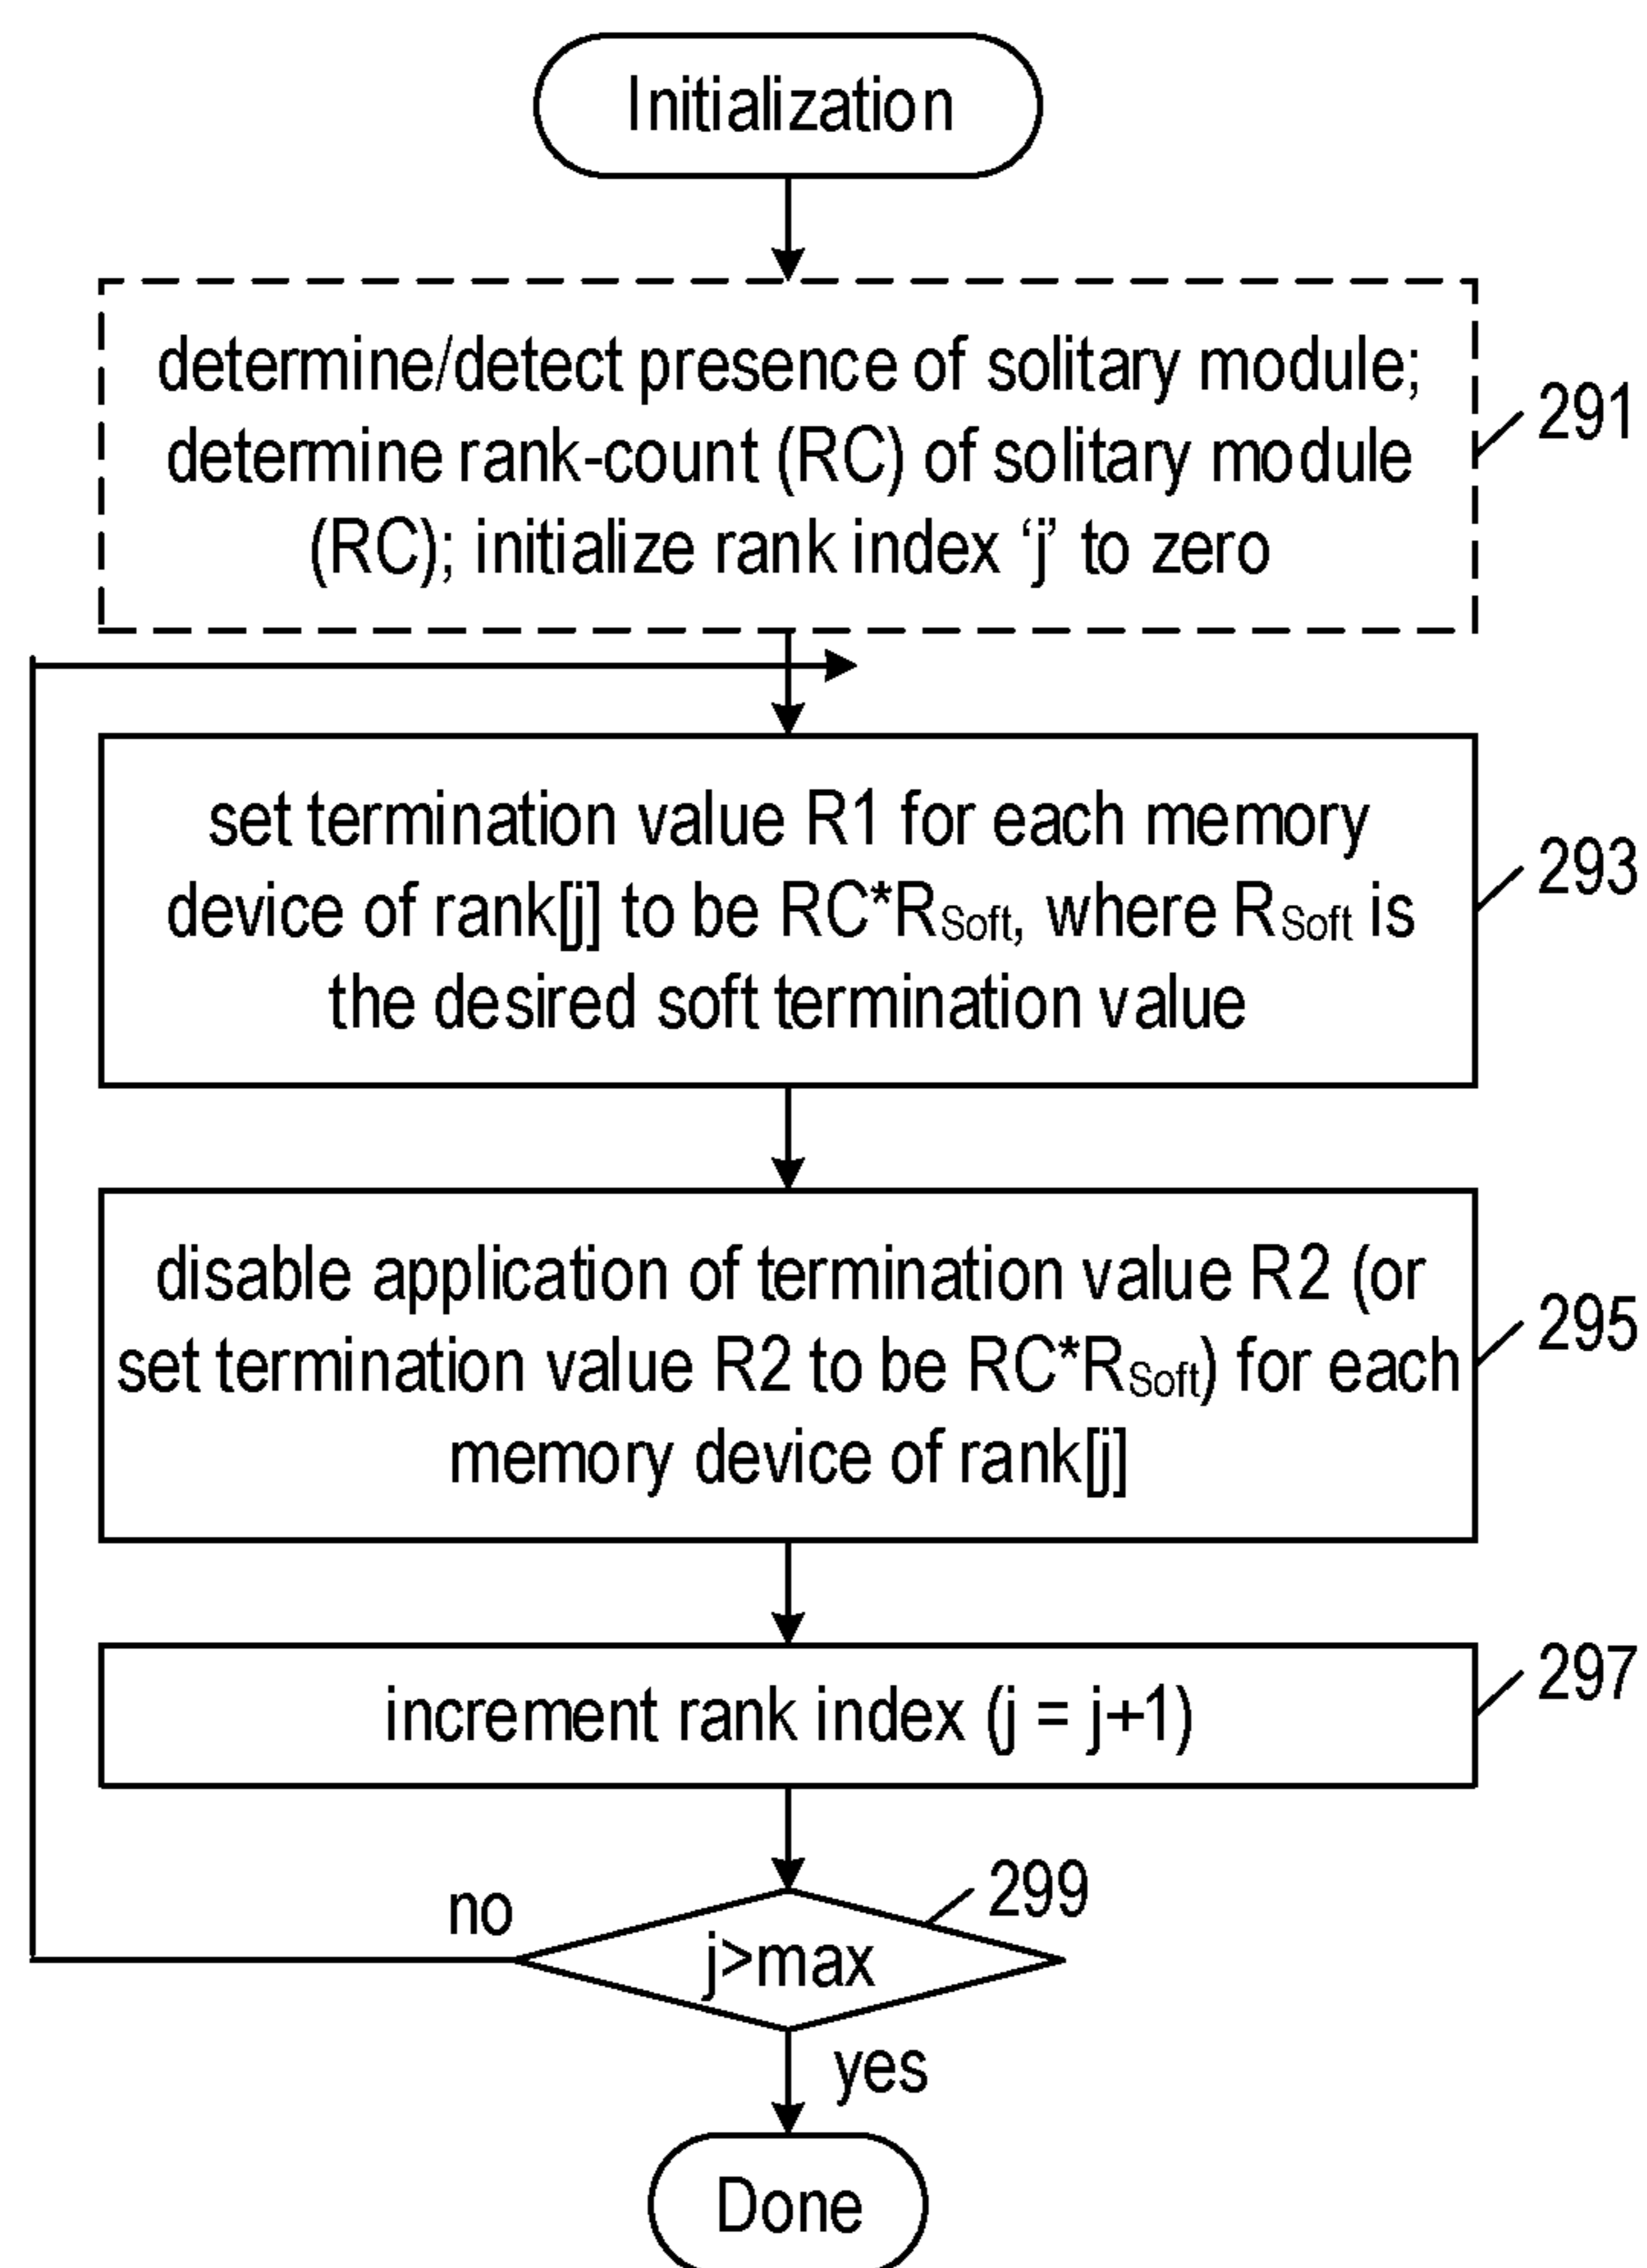 Initialization
determine/detect presence of solitary module;
determine rank-count (RC) of solitary module
(RC); initialize rank index ‘j’ to zero
291
set termination value R1 for each memory
device of rank[j] to be RC*RSoft, where RSoft is
the desired soft termination value
293
disable application of termination value R2 (or
set termination value R2 to be RC*RSoft) for each
memory device of rank[j]
295
increment rank index (j = j+1)
297
299
no
j>max
yes
Done